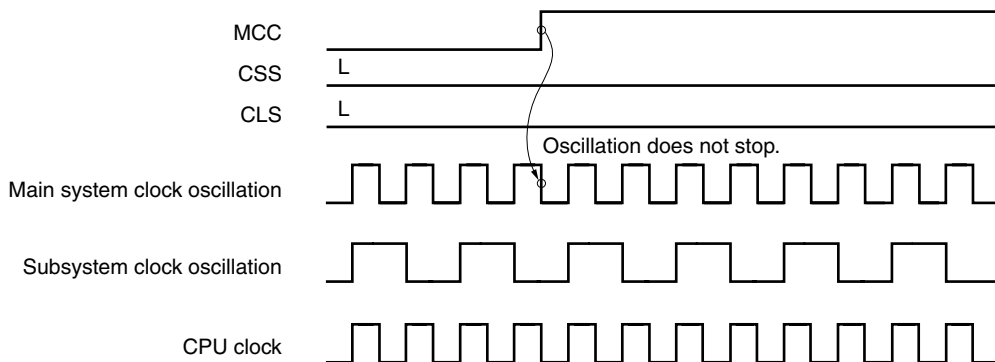 MCC
CSS
L
CLS
L
Oscillation does not stop.
Main system clock oscillation
Subsystem clock oscillation
CPU clock